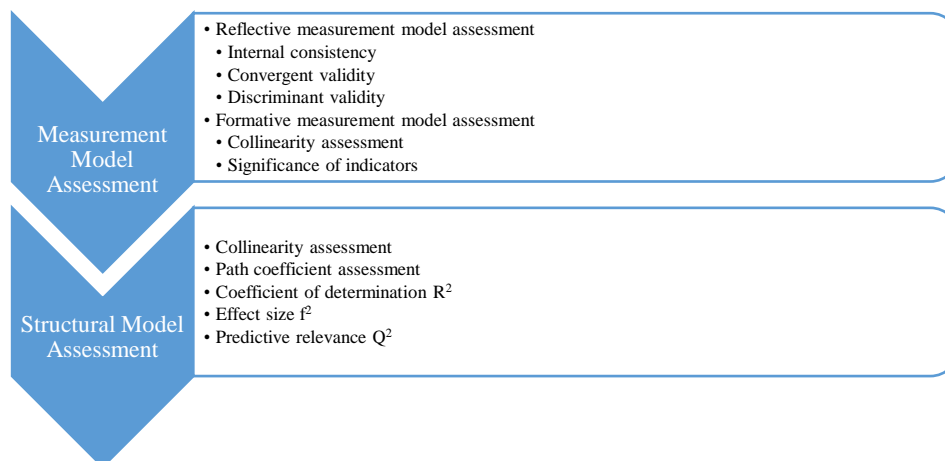 Measurement
Model
Assessment
• Reflective measurement model assessment
• Internal consistency
• Convergent validity
• Discriminant validity
• Formative measurement model assessment
• Collinearity assessment
• Significance of indicators
Structural Model
Assessment
• Collinearity assessment
• Path coefficient assessment
• Coefficient of determination R²
• Effect size f²
• Predictive relevance Q²